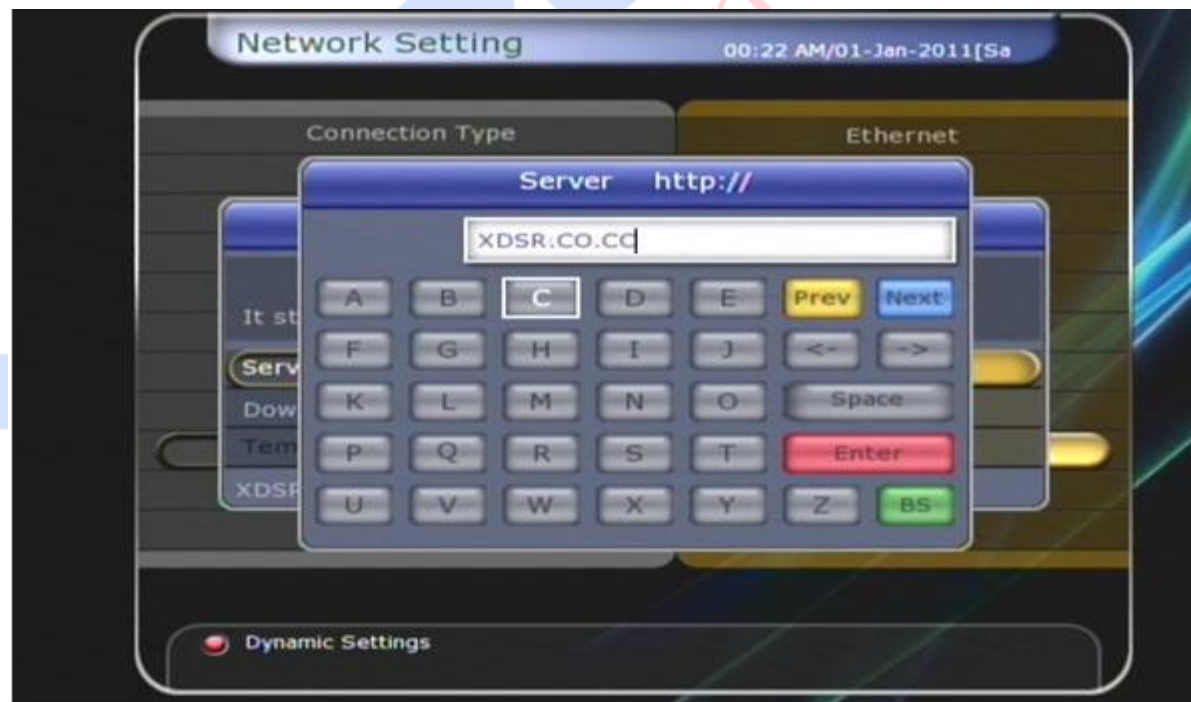 Network Setting 00:22 AM/01-Jan-2011[Sa
Connection Type Ethernet
Server http://
XDSR.CO.CC
A B C D E Prev Next
It st
F G H I J <- ->
Serv
K L M N O Space
Dow
P Q R S T Enter
Tem
XDSR
U V W X Y Z BS
Dynamic Settings